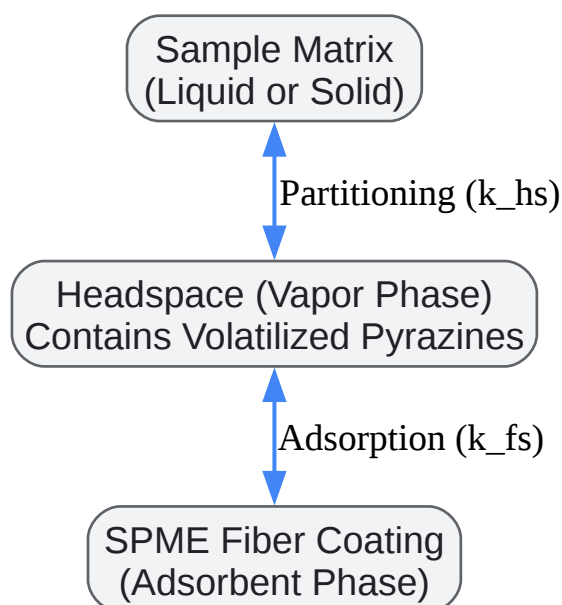 Sample Matrix
(Liquid or Solid)
Partitioning (k_hs)
Headspace (Vapor Phase)
Contains Volatilized Pyrazines
Adsorption (k_fs)
SPME Fiber Coating
(Adsorbent Phase)